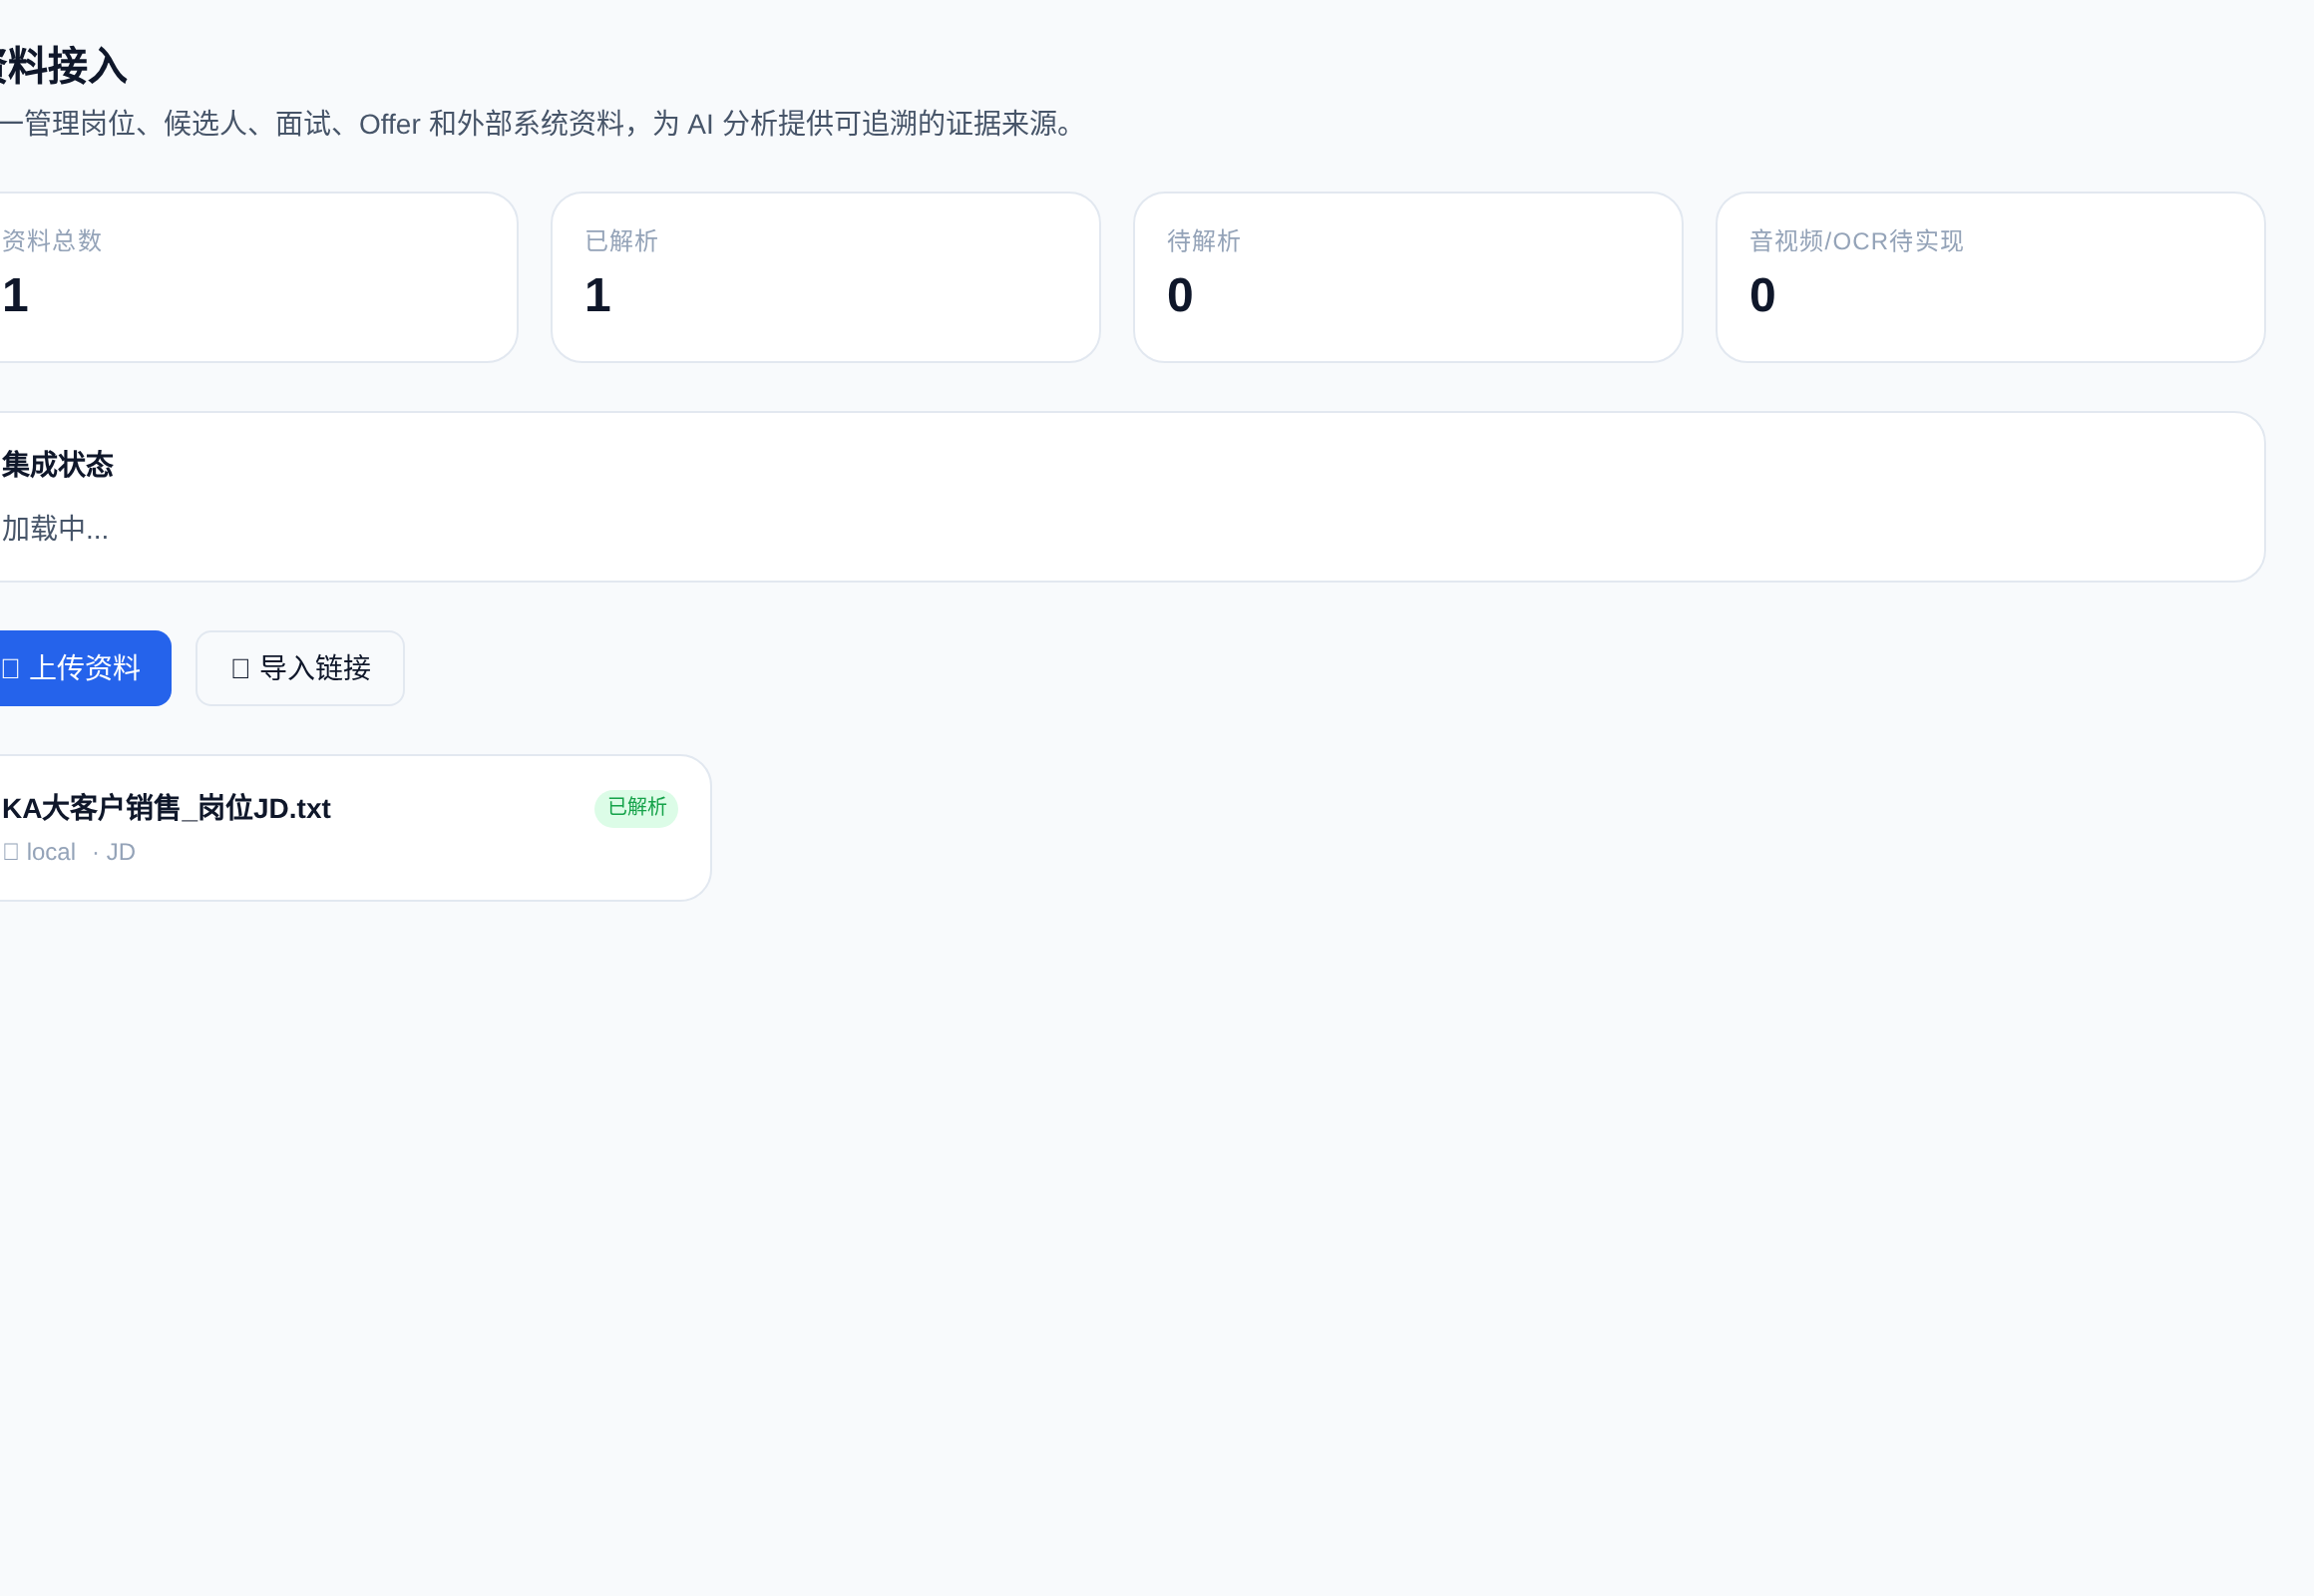 料接入
一管理岗位、候选人、面试、Offer 和外部系统资料，为 AI 分析提供可追溯的证据来源。
资料总数
1
已解析
1
待解析
0
音视频/OCR待实现
0
集成状态
加载中...
上传资料
导入链接
KA大客户销售_岗位JD.txt
已解析
local · JD